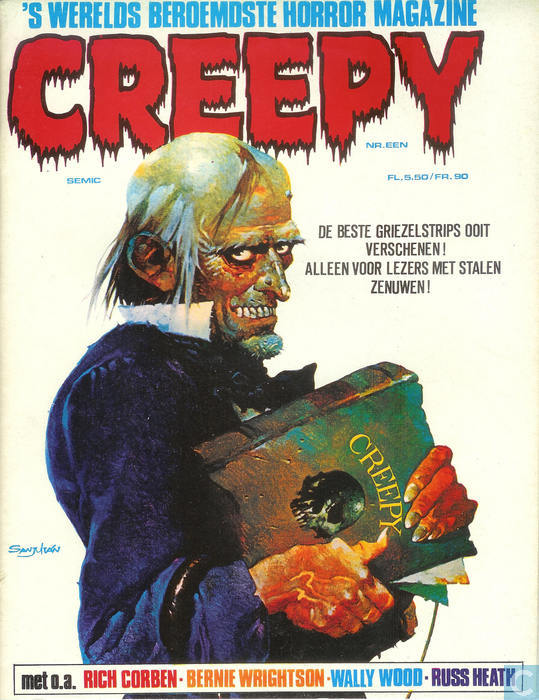 'S WERELDS BEROEMDSTE HORROR MAGAZINE
CREEPY
NR. EEN
SEMIC
FL. 5.50/FR. 90
DE BESTE GRIEZELSTRIPS OOIT
VERSCHENEN!
ALLEEN VOOR LEZERS MET STALEN
ZENUWEN!
CREEPY
SANJULIÁN
met o.a. RICH CORBEN · BERNIE WRIGHTSON · WALLY WOOD · RUSS HEATH